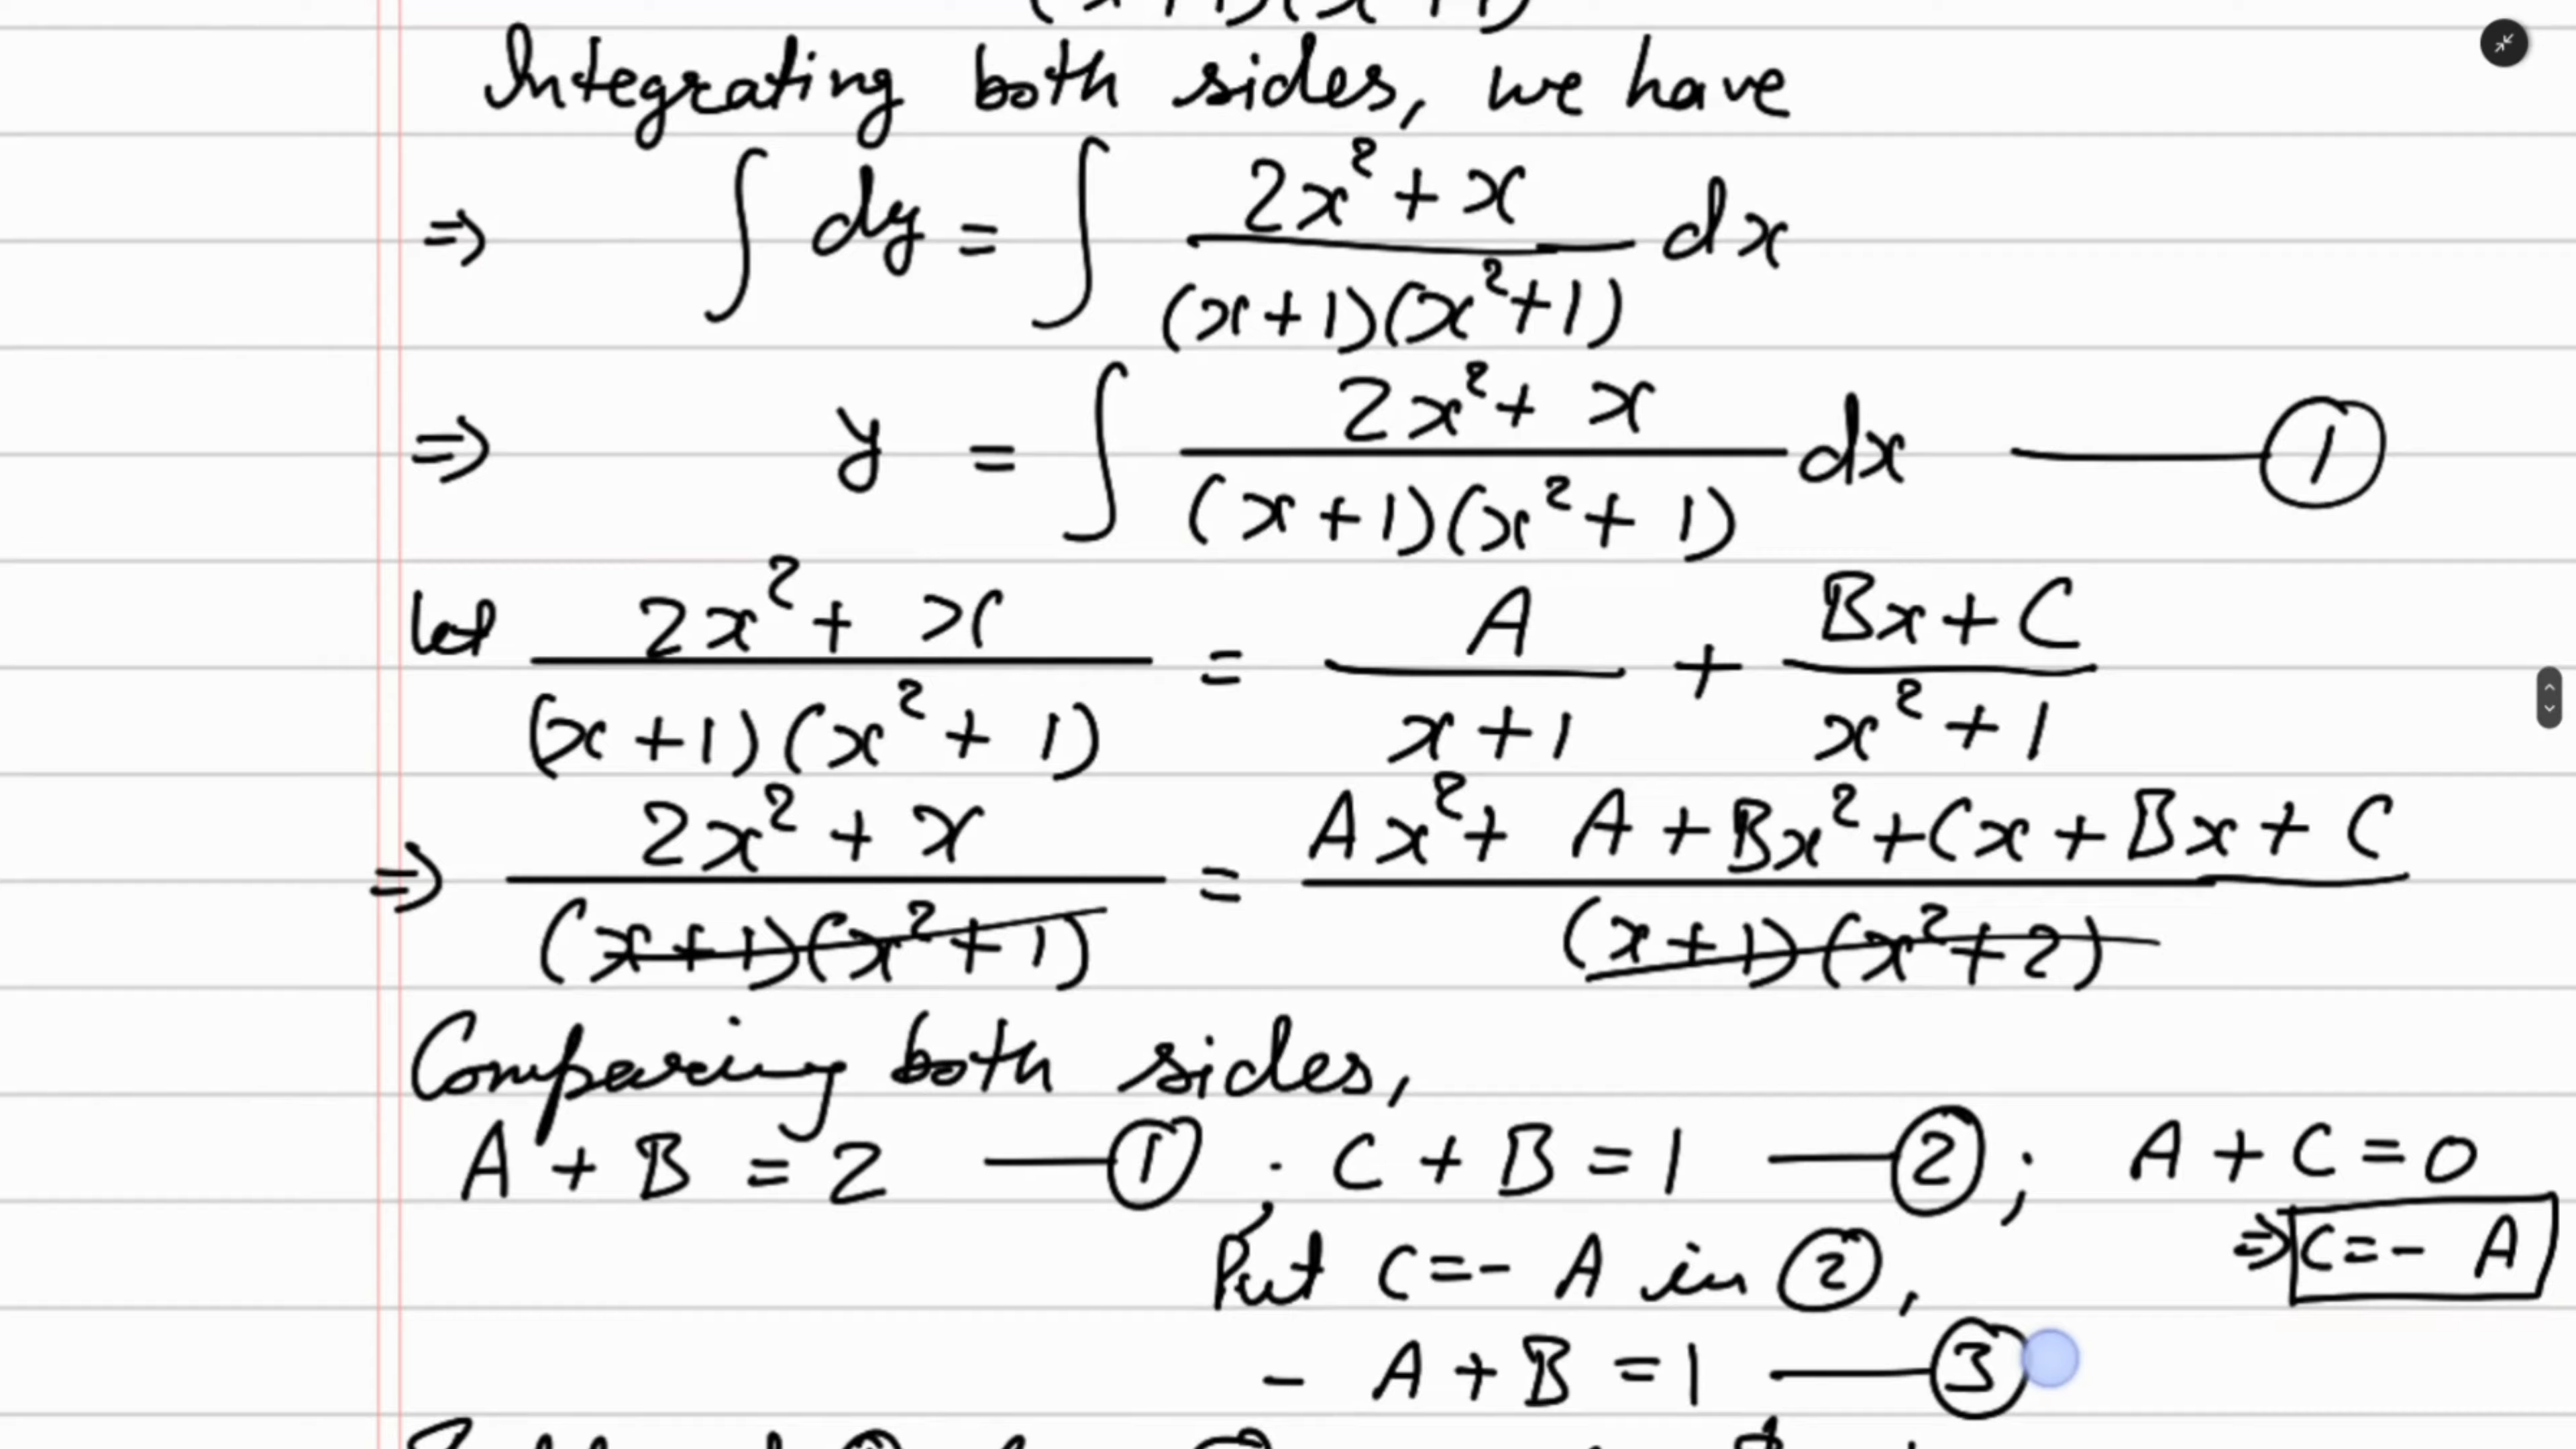 Integrating both sides, we have
⇒ ∫ dy = ∫ (2x² + x)/((x+1)(x²+1)) dx
⇒ y = ∫ (2x² + x)/((x+1)(x²+1)) dx —— ①
Let (2x² + x)/((x+1)(x²+1)) = A/(x+1) + (Bx+C)/(x²+1)
⇒ (2x² + x)/((x+1)(x²+1)) = (Ax² + A + Bx² + Cx + Bx + C)/((x+1)(x²+2))
Comparing both sides,
A + B = 2 —— ① ; C + B = 1 —— ② ; A + C = 0
⇒ C = - A
Put C = - A in ②,
- A + B = 1 —— ③